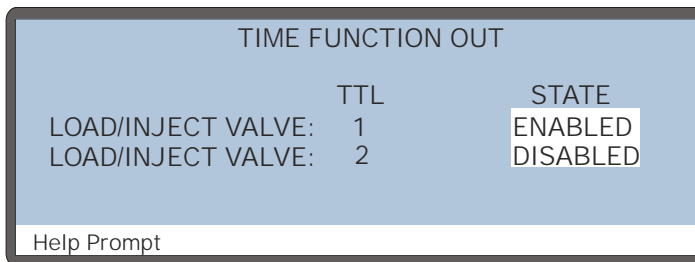 TIME FUNCTION OUT
TTL STATE
LOAD/INJECT VALVE: 1 ENABLED
LOAD/INJECT VALVE: 2 DISABLED
Help Prompt